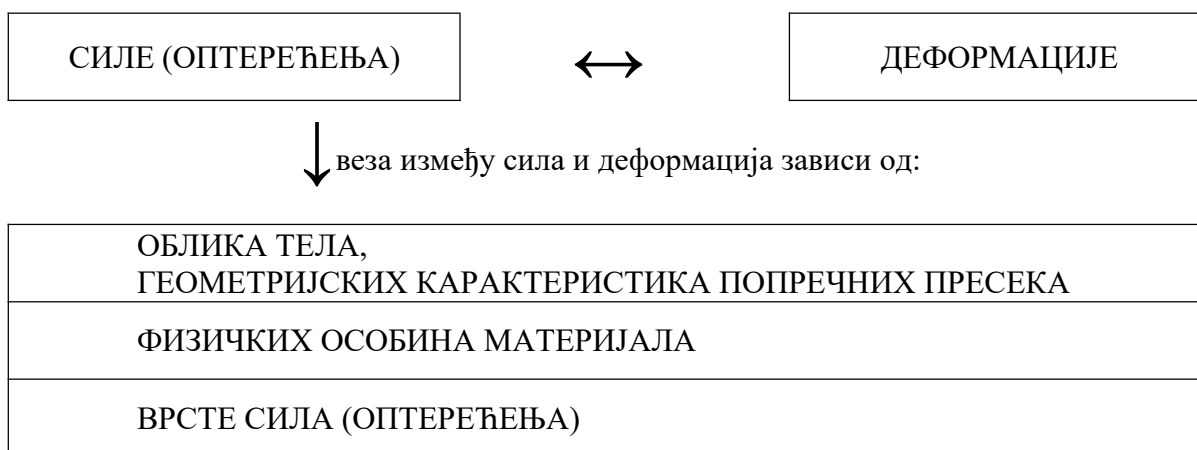 СИЛЕ (ОПТЕРЕЋЕЊА)
ДЕФОРМАЦИЈЕ
веза између сила и деформација зависи од:
ОБЛИКА ТЕЛА,
ГЕОМЕТРИЈСКИХ КАРАКТЕРИСТИКА ПОПРЕЧНИХ ПРЕСЕКА
ФИЗИЧКИХ ОСОБИНА МАТЕРИЈАЛА
ВРСТЕ СИЛА (ОПТЕРЕЋЕЊА)